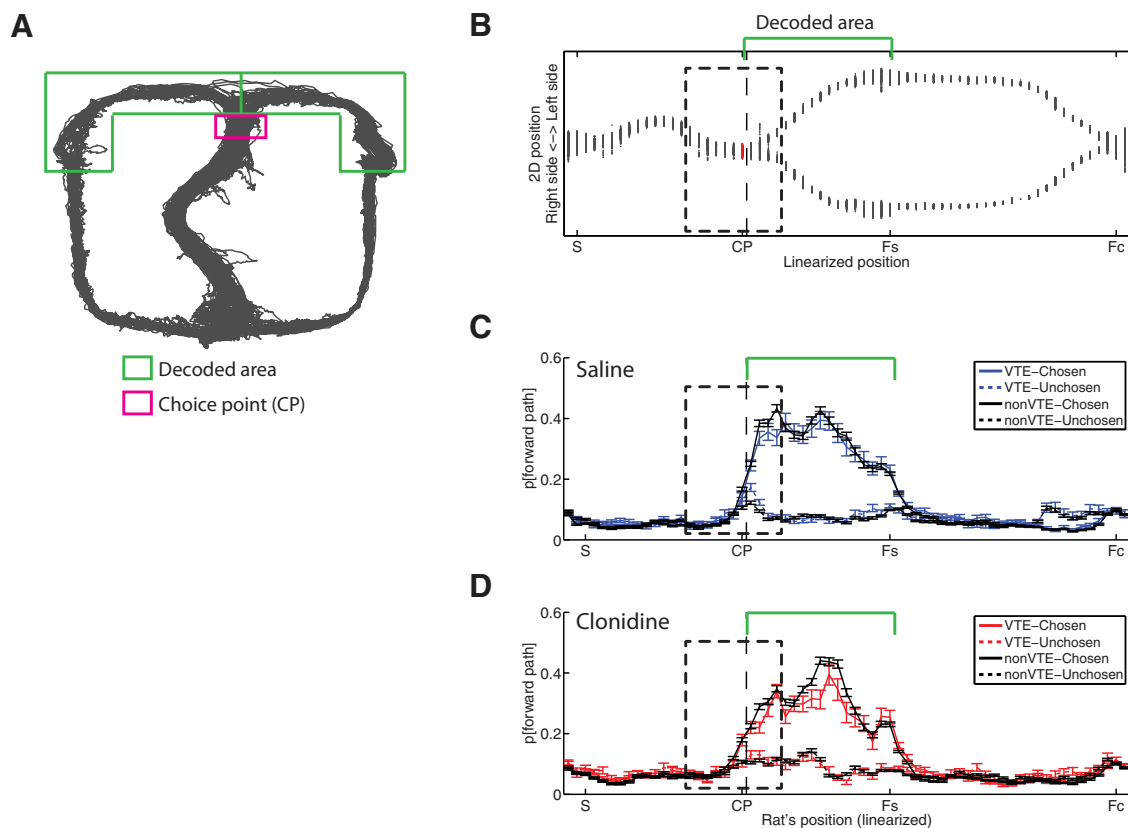 A
Decoded area
Choice point (CP)
B
Decoded area
2D position
Right side <--> Left side
S
CP
Fs
Fc
Linearized position
C
Saline
0.6
0.4
0.2
0
p[forward path]
VTE-Chosen
VTE-Unchosen
nonVTE-Chosen
nonVTE-Unchosen
S
CP
Fs
Fc
D
Clonidine
0.6
0.4
0.2
0
p[forward path]
VTE-Chosen
VTE-Unchosen
nonVTE-Chosen
nonVTE-Unchosen
S
CP
Fs
Fc
Rat's position (linearized)